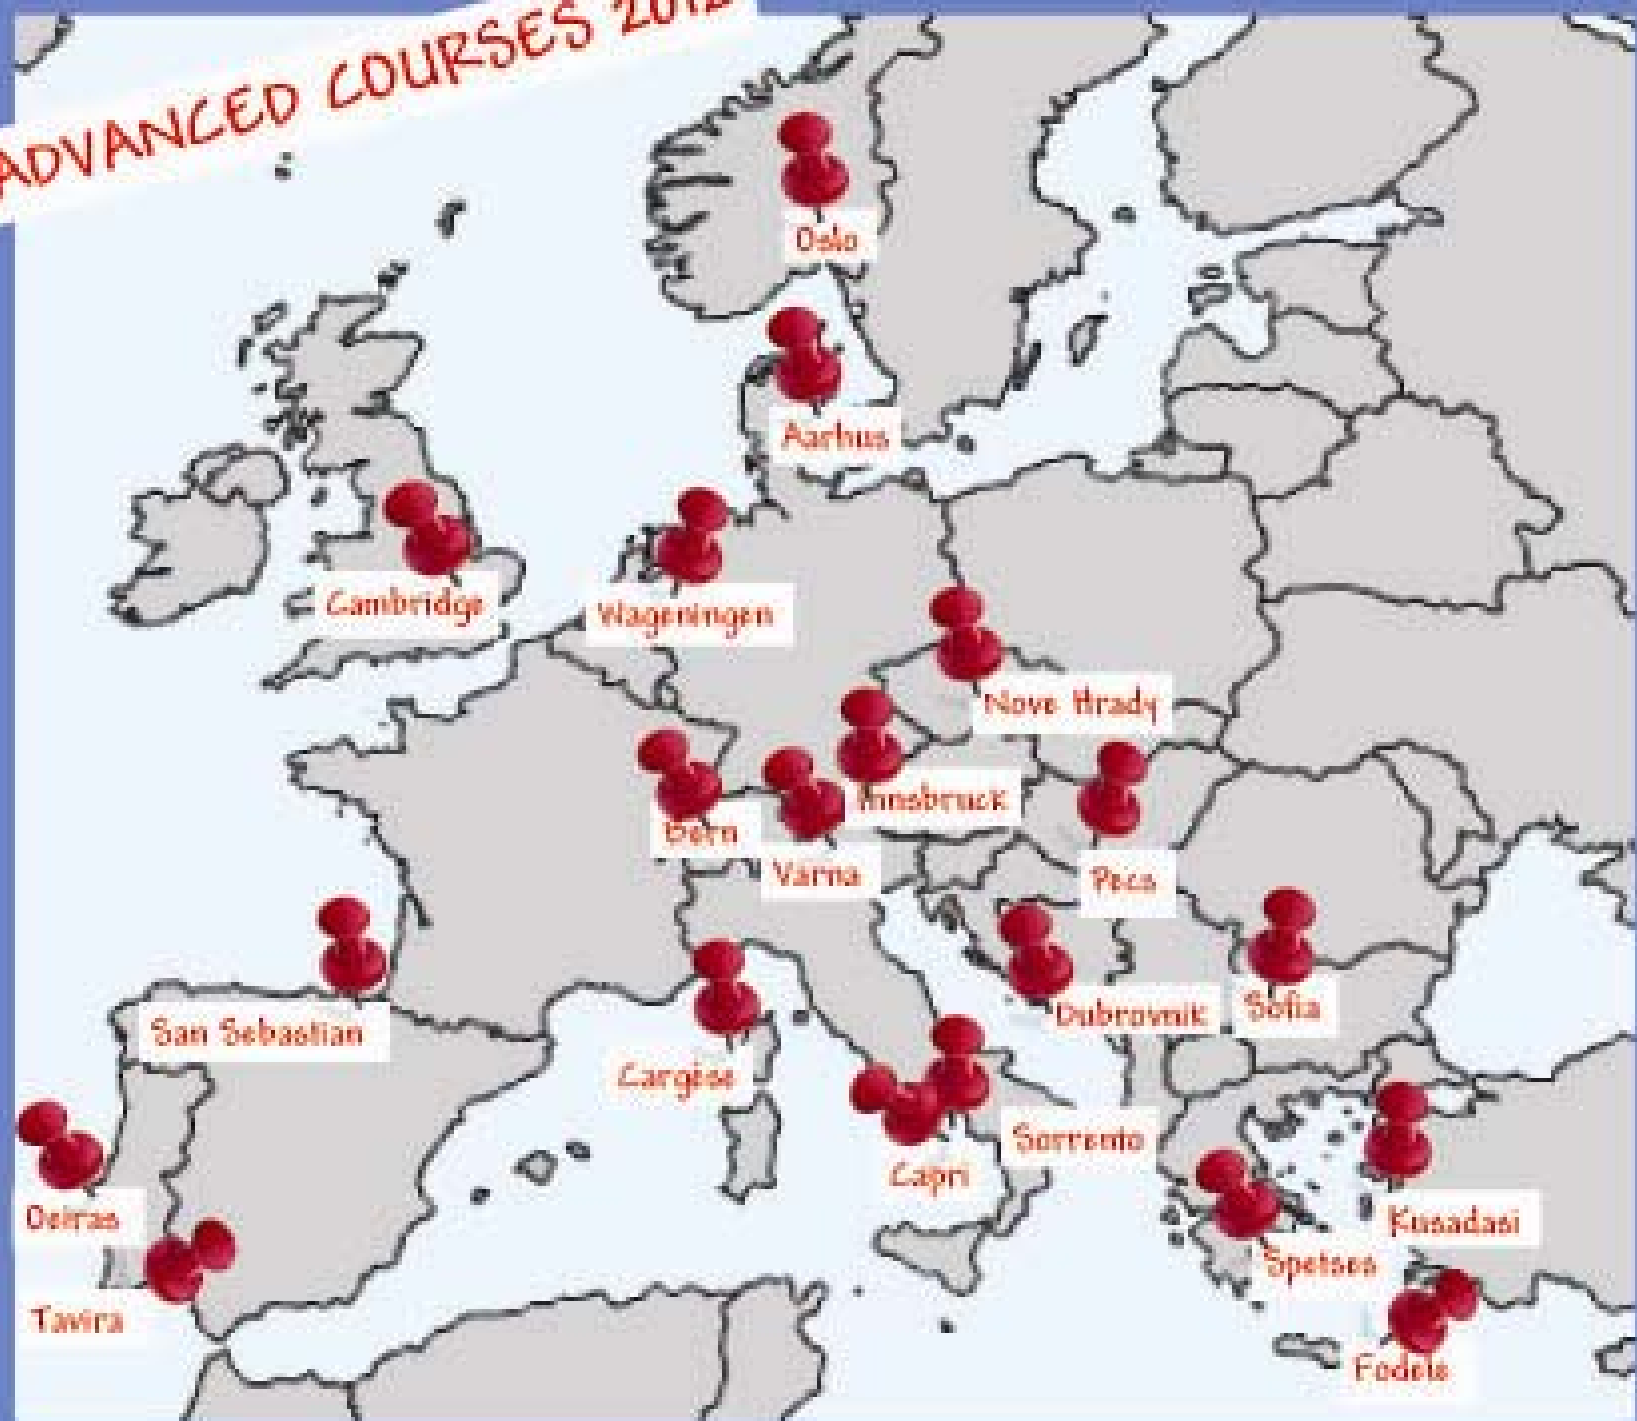 ADVANCED COURSES 2012
Oslo
Aarhus
Cambridge
Wageningen
Nove Hrady
Innsbruck
Bern
Varna
Pecs
San Sebastian
Dubrovnik
Sofia
Cargèse
Sorrento
Capri
Oeiras
Kusadasi
Spetses
Tavira
Fodele